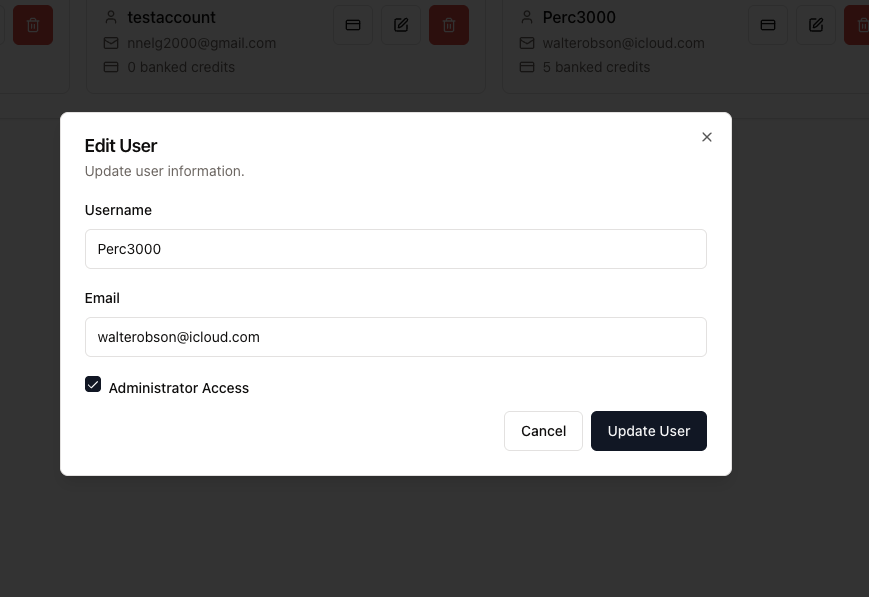 testaccount
nnelg2000@gmail.com
0 banked credits
Perc3000
walterobson@icloud.com
5 banked credits
Edit User
Update user information.
Username
Perc3000
Email
walterobson@icloud.com
Administrator Access
Cancel
Update User